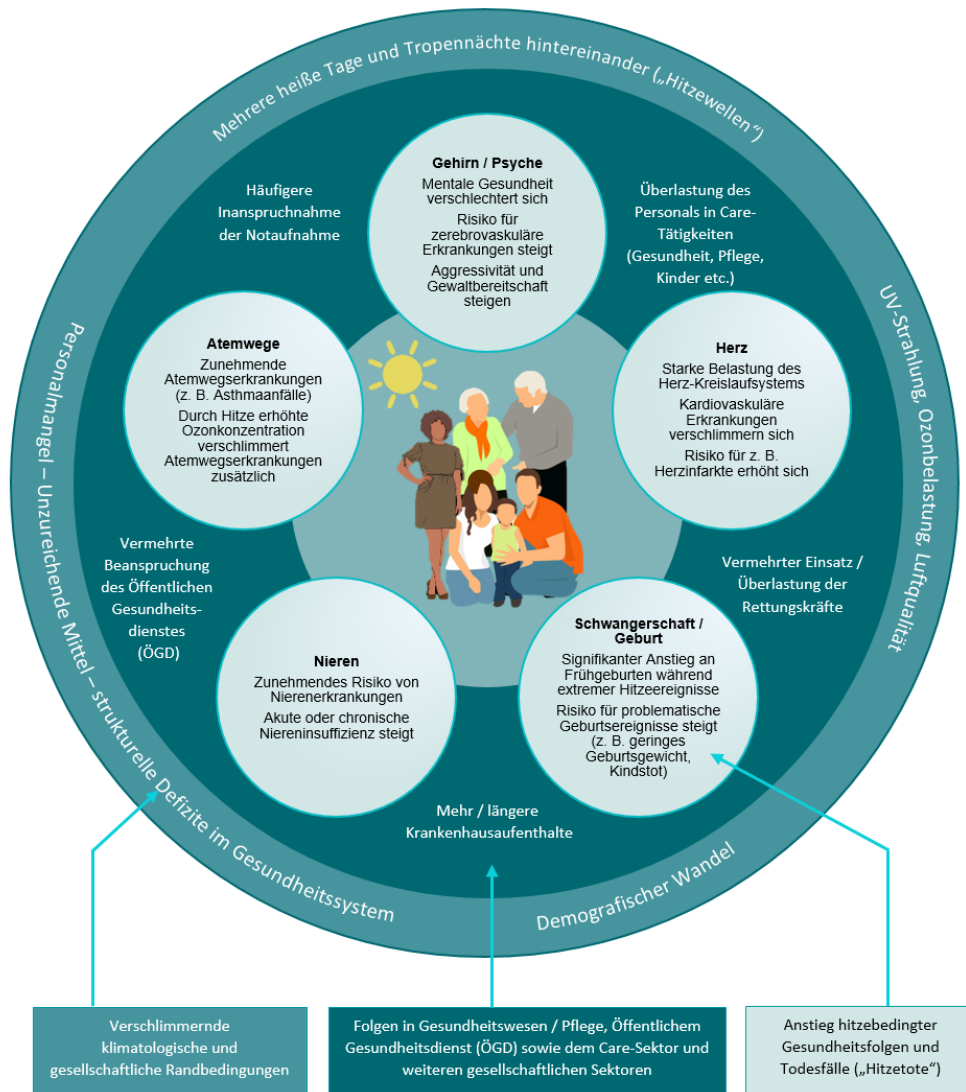 Mehrere heiße Tage und Tropennächte hintereinander („Hitzewellen“)
UV-Strahlung, Ozonbelastung, Luftqualität
Demografischer Wandel
Personalmangel – Unzureichende Mittel – strukturelle Defizite im Gesundheitssystem
Häufigere
Inanspruchnahme
der Notaufnahme
Gehirn / Psyche
Mentale Gesundheit
verschlechtert sich
Risiko für
zerebrovaskuläre
Erkrankungen steigt
Aggressivität und
Gewaltbereitschaft
steigen
Überlastung des
Personals in Care-
Tätigkeiten
(Gesundheit, Pflege,
Kinder etc.)
Atemwege
Zunehmende
Atemwegserkrankungen
(z. B. Asthmaanfälle)
Durch Hitze erhöhte
Ozonkonzentration
verschlimmert
Atemwegserkrankungen
zusätzlich
Herz
Starke Belastung des
Herz-Kreislaufsystems
Kardiovaskuläre
Erkrankungen
verschlimmern sich
Risiko für z. B.
Herzinfarkte erhöht sich
Vermehrte
Beanspruchung
des Öffentlichen
Gesundheits-
dienstes
(ÖGD)
Vermehrter Einsatz /
Überlastung der
Rettungskräfte
Nieren
Zunehmendes Risiko von
Nierenerkrankungen
Akute oder chronische
Niereninsuffizienz steigt
Schwangerschaft /
Geburt
Signifikanter Anstieg an
Frühgeburten während
extremer Hitzeereignisse
Risiko für problematische
Geburtsereignisse steigt
(z. B. geringes
Geburtsgewicht,
Kindstot)
Mehr / längere
Krankenhausaufenthalte
Verschlimmernde
klimatologische und
gesellschaftliche Randbedingungen
Folgen in Gesundheitswesen / Pflege, Öffentlichem
Gesundheitsdienst (ÖGD) sowie dem Care-Sektor und
weiteren gesellschaftlichen Sektoren
Anstieg hitzebedingter
Gesundheitsfolgen und
Todesfälle („Hitzetote“)